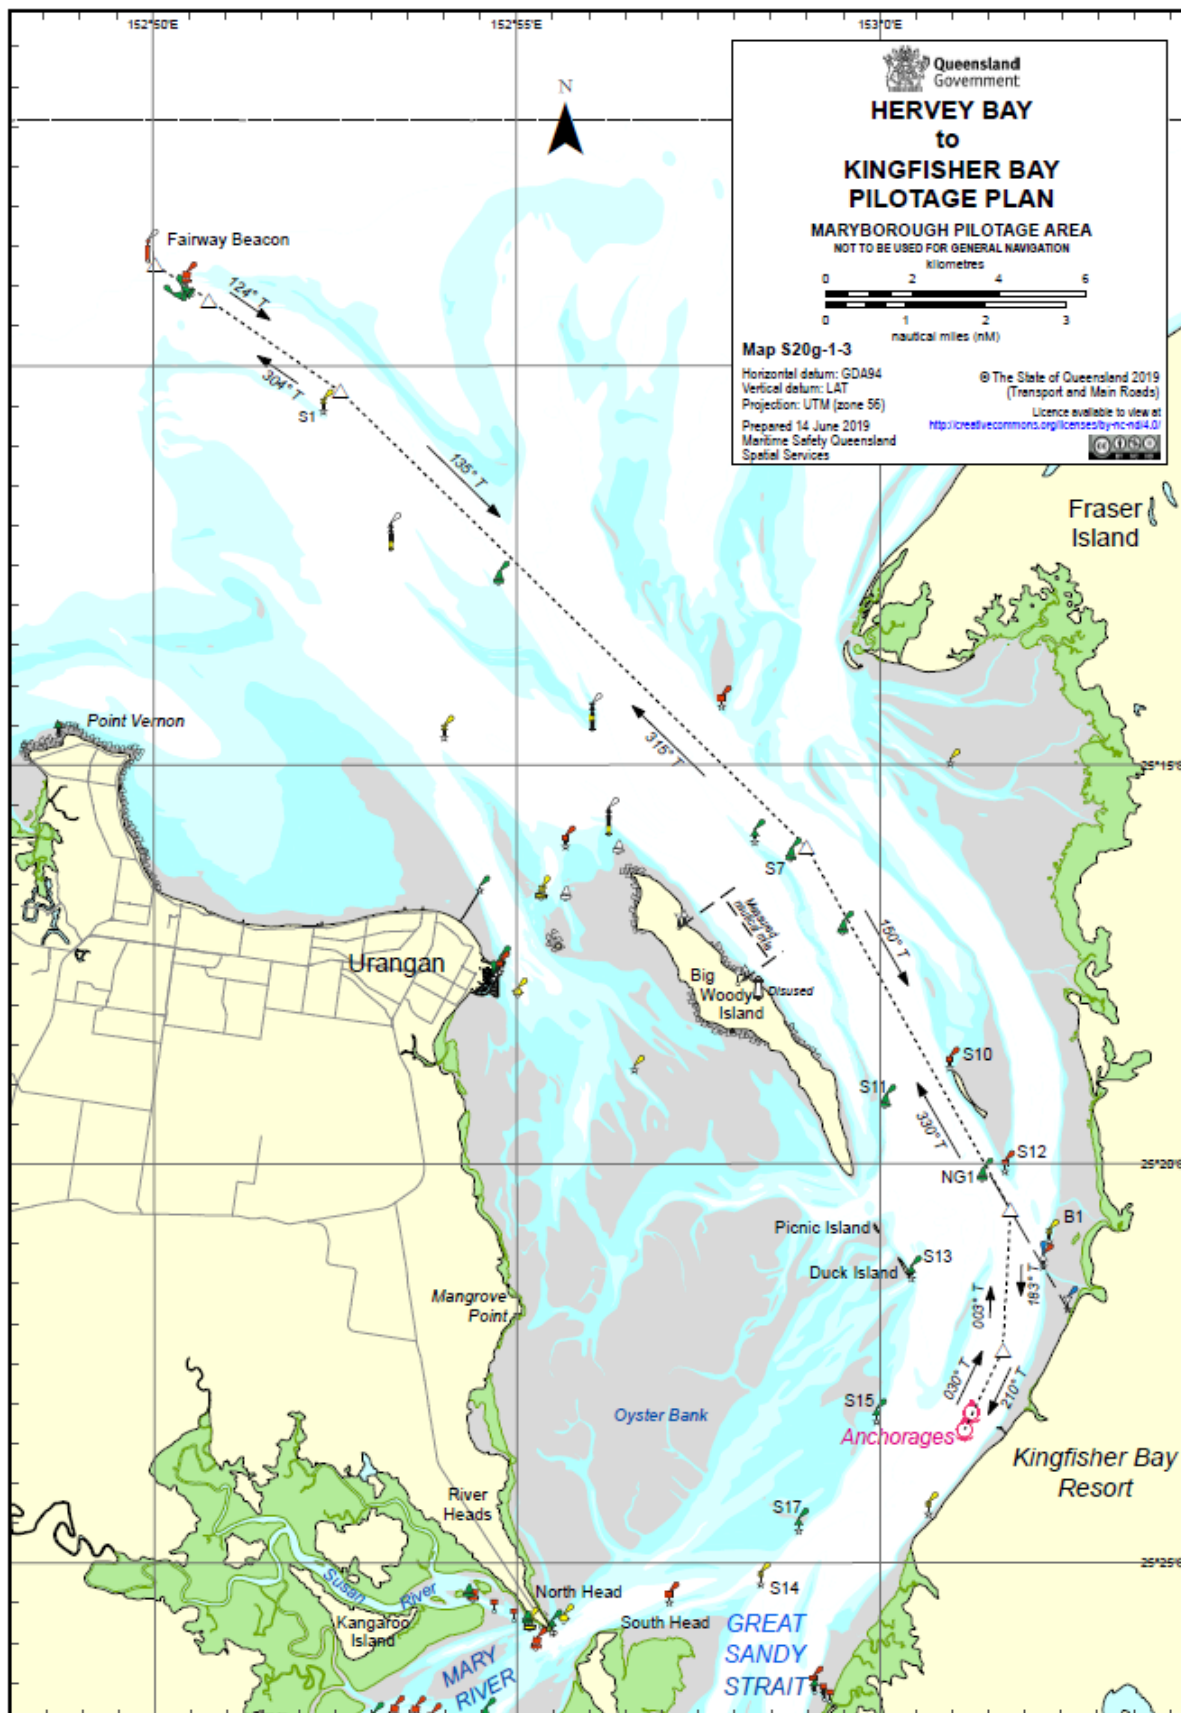 152°50'E
152°55'E
153°0'E
Queensland
Government
HERVEY BAY
to
KINGFISHER BAY
PILOTAGE PLAN
MARYBOROUGH PILOTAGE AREA
NOT TO BE USED FOR GENERAL NAVIGATION
kilometres
0 2 4 6
0 1 2 3
nautical miles (nM)
Map S20g-1-3
Horizontal datum: GDA94
Vertical datum: LAT
Projection: UTM (zone 56)
Prepared 14 June 2019
Maritime Safety Queensland
Spatial Services
© The State of Queensland 2019
(Transport and Main Roads)
Licence available to view at
http://creativecommons.org/licenses/by-nc-nd/4.0/
N
Fairway Beacon
124° T
304° T
S1
135° T
Fraser
Island
Point Vernon
315° T
25°15'S
S7
Measured
nautical mile
150° T
Urangan
Big
Woody
Island
Disused
S10
S11
330° T
S12
NG1
25°20'S
B1
Picnic Island
S13
Duck Island
183° T
003° T
Mangrove
Point
030° T
210° T
S15
Oyster Bank
Anchorages
Kingfisher Bay
Resort
River
Heads
S17
25°25'S
Susan
River
North Head
S14
Kangaroo
Island
South Head
GREAT
SANDY
STRAIT
MARY
RIVER